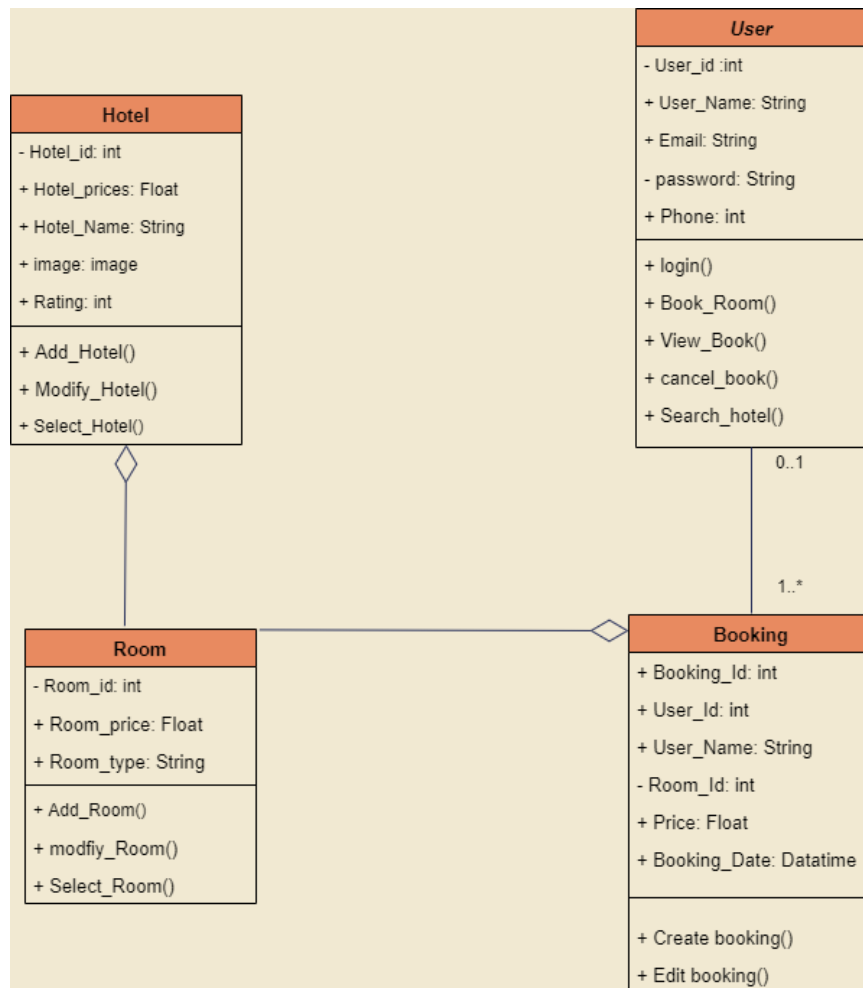 Hotel
- Hotel_id: int
+ Hotel_prices: Float
+ Hotel_Name: String
+ image: image
+ Rating: int
+ Add_Hotel()
+ Modify_Hotel()
+ Select_Hotel()
User
- User_id :int
+ User_Name: String
+ Email: String
- password: String
+ Phone: int
+ login()
+ Book_Room()
+ View_Book()
+ cancel_book()
+ Search_hotel()
0..1
1..*
Room
- Room_id: int
+ Room_price: Float
+ Room_type: String
+ Add_Room()
+ modfiy_Room()
+ Select_Room()
Booking
+ Booking_Id: int
+ User_Id: int
+ User_Name: String
- Room_Id: int
+ Price: Float
+ Booking_Date: Datatime
+ Create booking()
+ Edit booking()